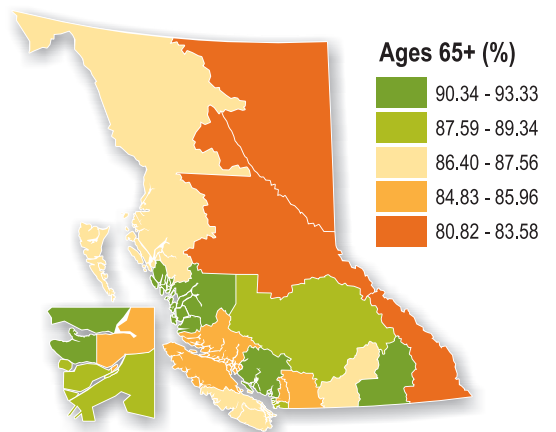 Ages 65+ (%)
90.34 - 93.33
87.59 - 89.34
86.40 - 87.56
84.83 - 85.96
80.82 - 83.58